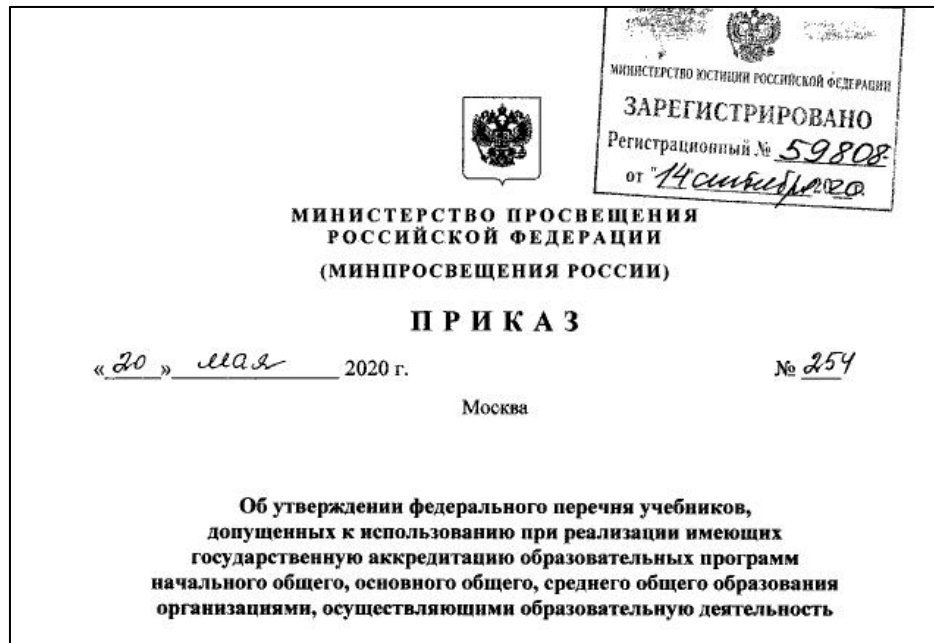 МИНИСТЕРСТВО ЮСТИЦИИ РОССИЙСКОЙ ФЕДЕРАЦИИ
ЗАРЕГИСТРИРОВАНО
Регистрационный № 59808
от "14 сентября 2020.
МИНИСТЕРСТВО ПРОСВЕЩЕНИЯ
РОССИЙСКОЙ ФЕДЕРАЦИИ
(МИНПРОСВЕЩЕНИЯ РОССИИ)
ПРИКАЗ
«20» мая 2020 г.
№ 254
Москва
Об утверждении федерального перечня учебников,
допущенных к использованию при реализации имеющих
государственную аккредитацию образовательных программ
начального общего, основного общего, среднего общего образования
организациями, осуществляющими образовательную деятельность